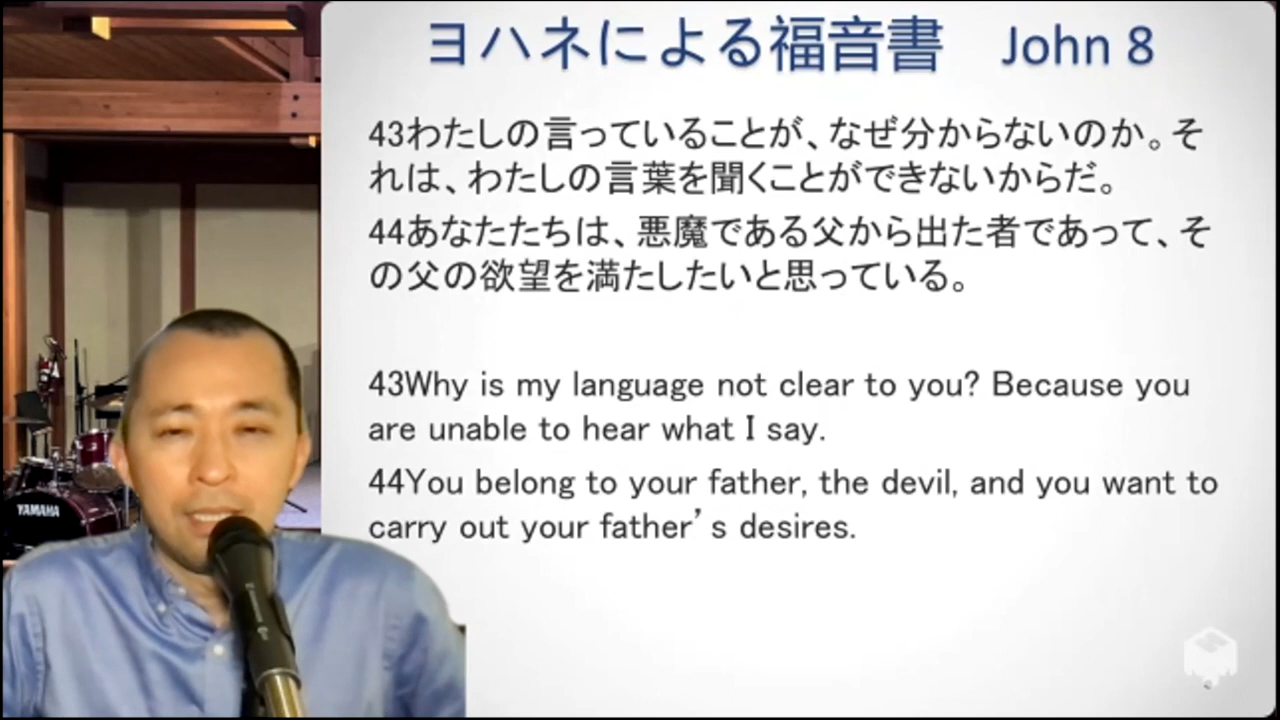 ヨハネによる福音書　John 8
43わたしの言っていることが、なぜ分からないのか。そ
れは、わたしの言葉を聞くことができないからだ。
44あなたたちは、悪魔である父から出た者であって、そ
の父の欲望を満たしたいと思っている。
43Why is my language not clear to you? Because you
are unable to hear what I say.
44You belong to your father, the devil, and you want to
carry out your father’s desires.
YAMAHA